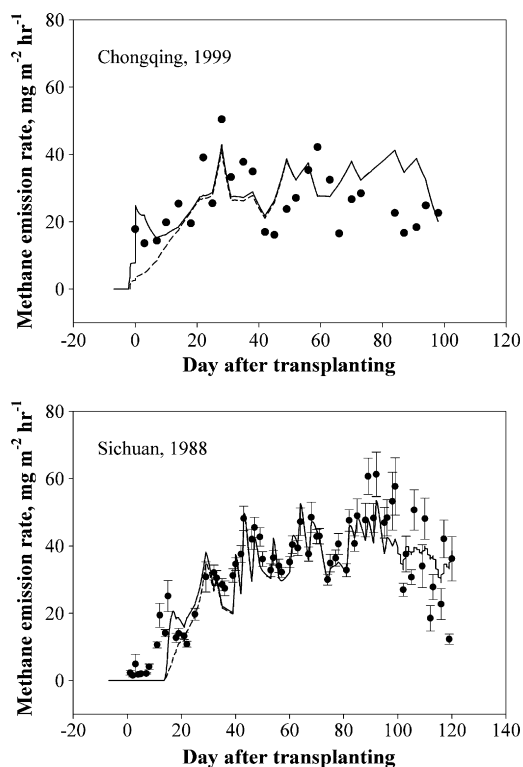 80
60
40
20
0
Methane emission rate, mg m⁻² hr⁻¹
Chongqing, 1999
-20 0 20 40 60 80 100 120
Day after transplanting
80
60
40
20
0
-20
Methane emission rate, mg m⁻² hr⁻¹
Sichuan, 1988
-20 0 20 40 60 80 100 120 140
Day after transplanting